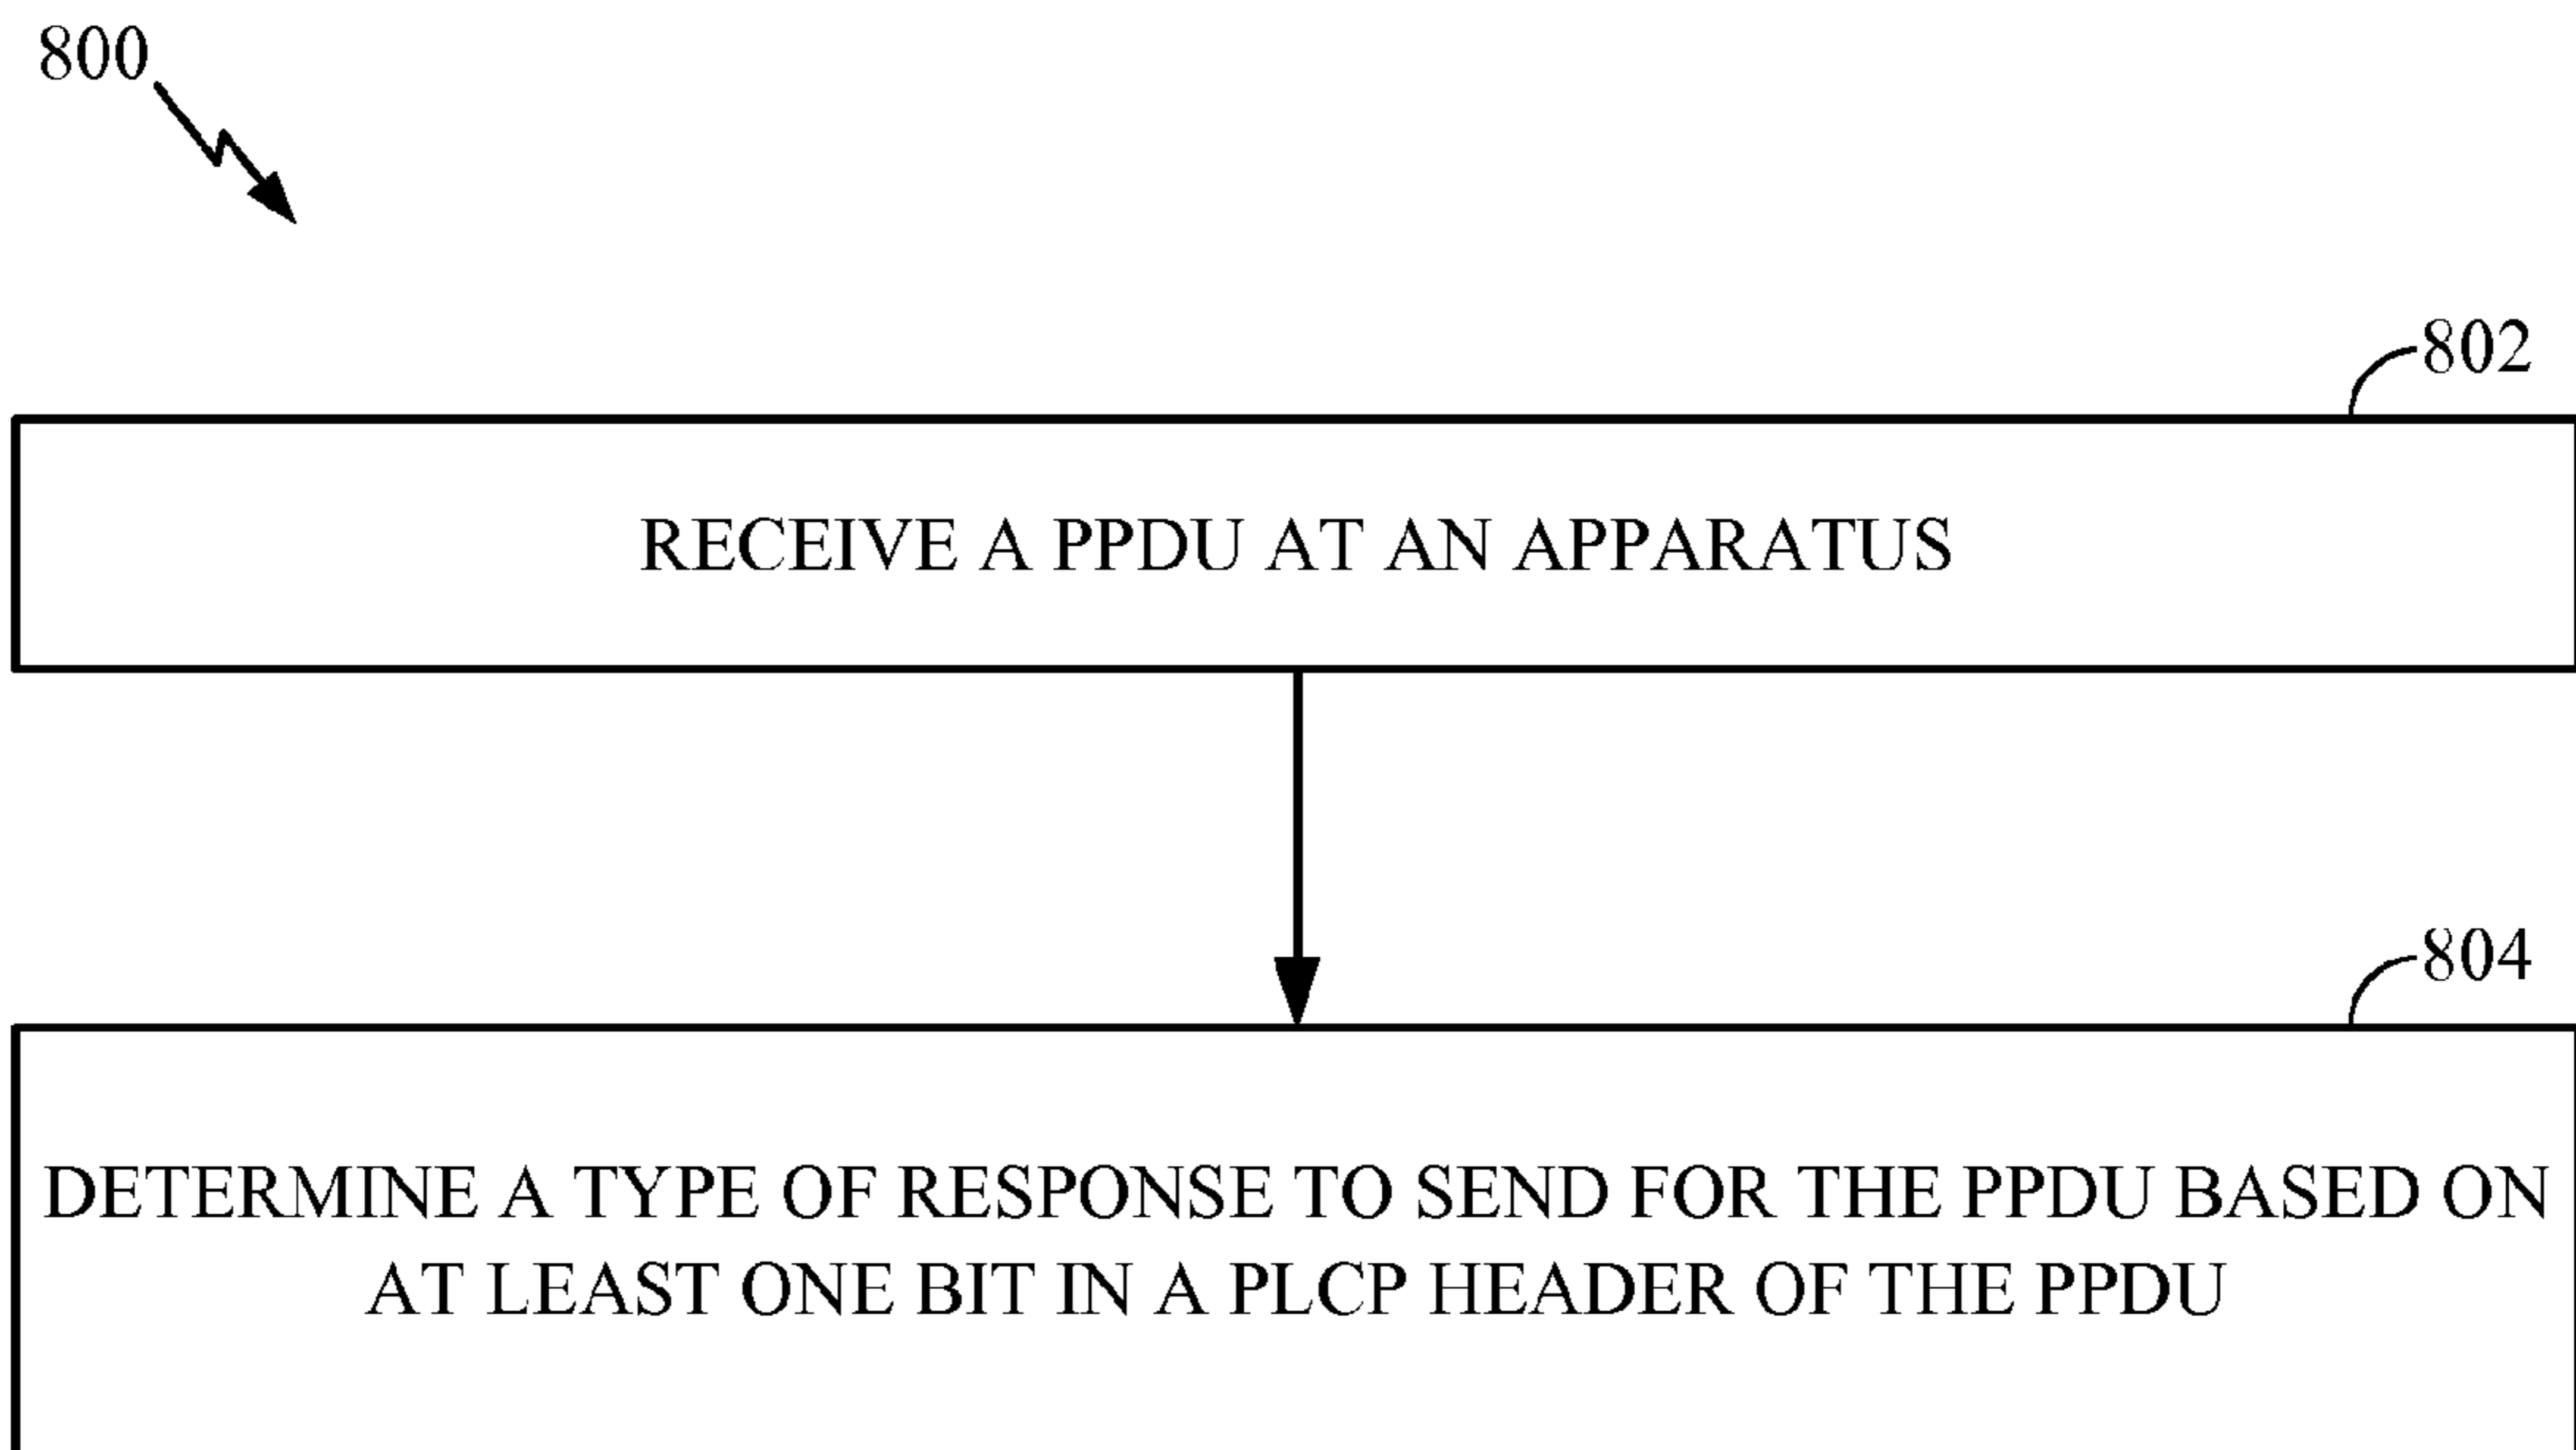 800
802
RECEIVE A PPDU AT AN APPARATUS
804
DETERMINE A TYPE OF RESPONSE TO SEND FOR THE PPDU BASED ON
AT LEAST ONE BIT IN A PLCP HEADER OF THE PPDU